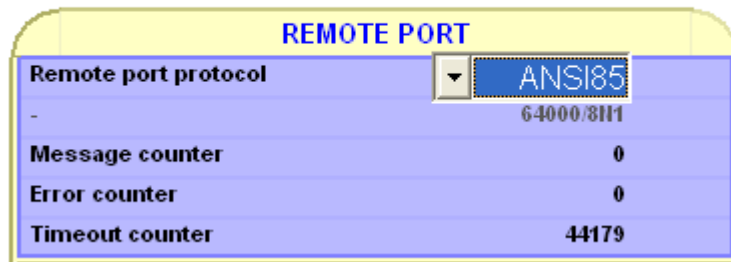 REMOTE PORT
Remote port protocol ANSI85
- 64000/8N1
Message counter 0
Error counter 0
Timeout counter 44179